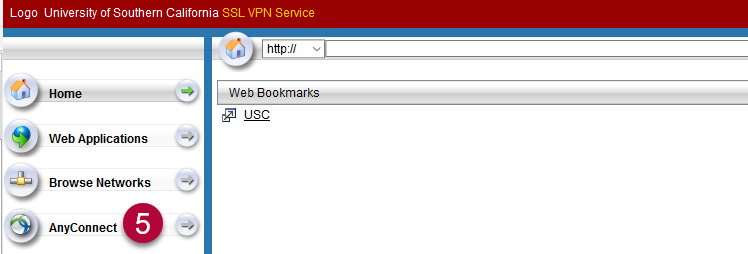 Logo University of Southern California SSL VPN Service
http://
Web Bookmarks
USC
Home
Web Applications
Browse Networks
AnyConnect 5